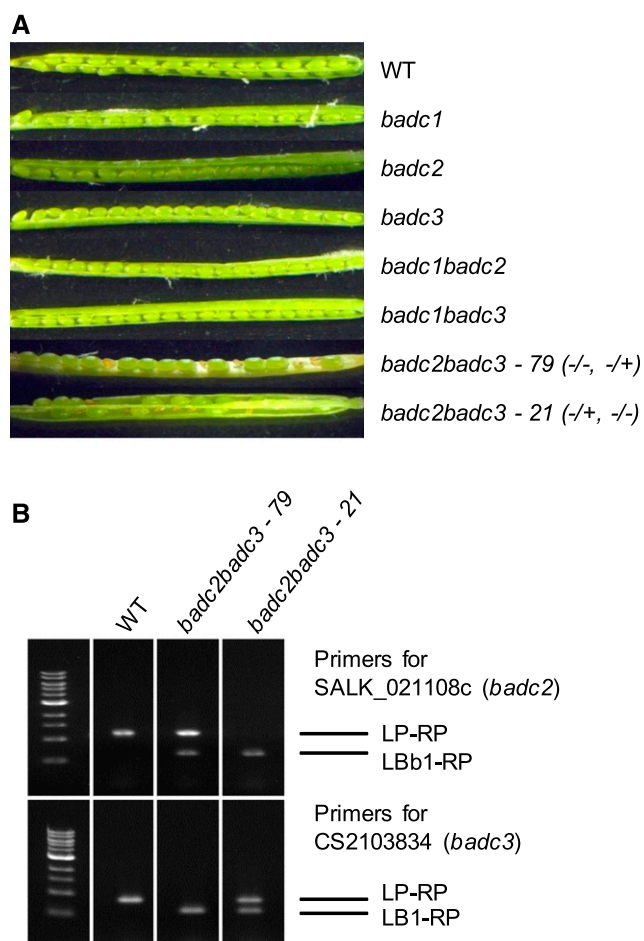 A
WT
badc1
badc2
badc3
badc1badc2
badc1badc3
badc2badc3 - 79 (-/-, -/+)
badc2badc3 - 21 (-/+, -/-)
B
WT
badc2badc3 - 79
badc2badc3 - 21
Primers for
SALK_021108c (badc2)
LP-RP
LBb1-RP
Primers for
CS2103834 (badc3)
LP-RP
LB1-RP